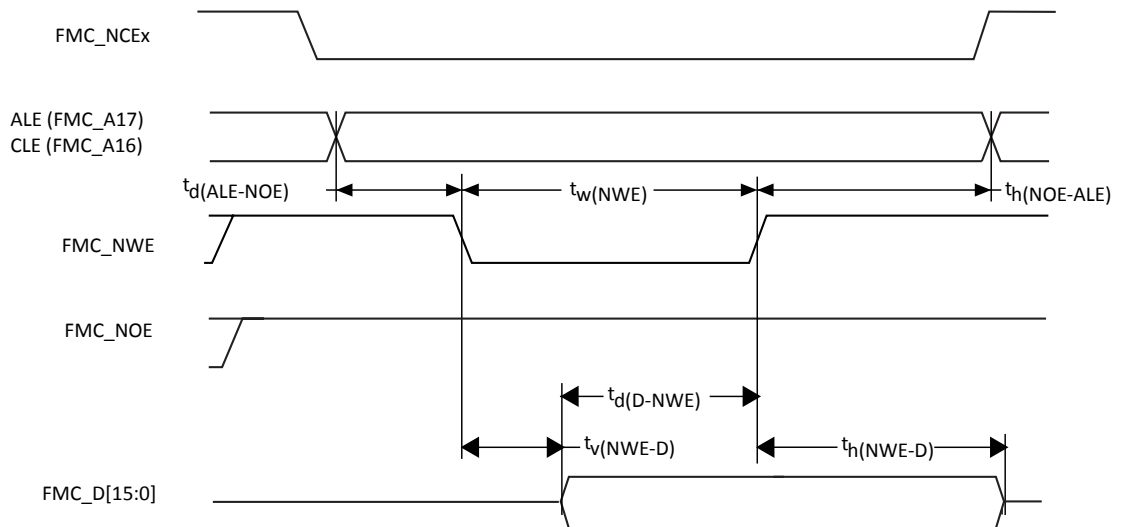 FMC_NCEx
ALE (FMC_A17)
CLE (FMC_A16)
td(ALE-NOE) tw(NWE) th(NOE-ALE)
FMC_NWE
FMC_NOE
td(D-NWE)
tv(NWE-D) th(NWE-D)
FMC_D[15:0]